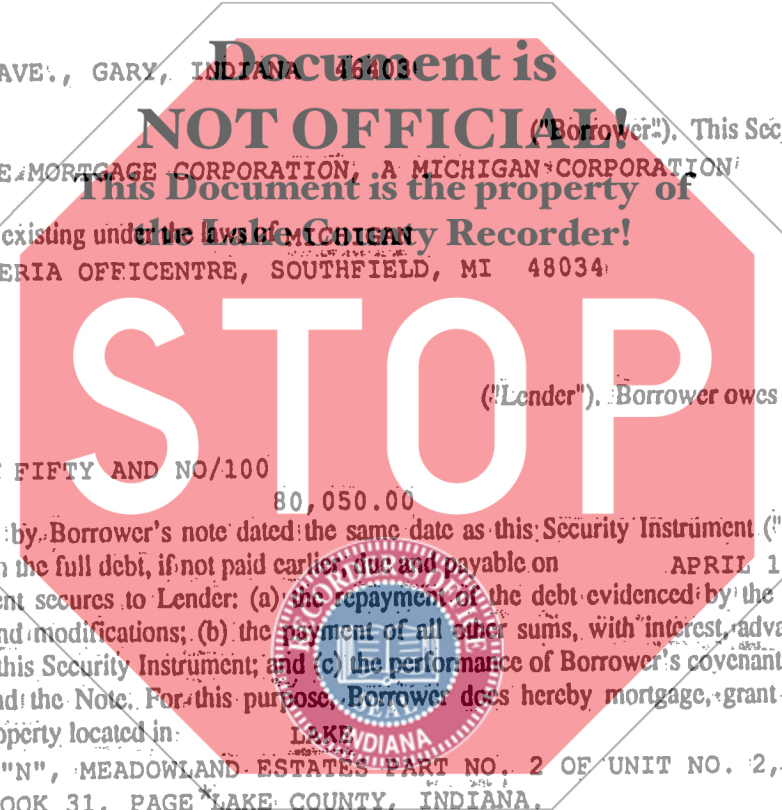 Document is
AVE., GARY, INDIANA 46403
NOT OFFICIAL!
("Borrower"). This Sec
E MORTGAGE CORPORATION, A MICHIGAN CORPORATION
This Document is the property of
the Lake County Recorder!
existing under the laws of MICHIGAN
ERIA OFFICENTRE, SOUTHFIELD, MI 48034
STOP
("Lender"). Borrower owes
FIFTY AND NO/100
80,050.00
by Borrower's note dated the same date as this Security Instrument ("
the full debt, if not paid earlier, due and payable on APRIL 1
ent secures to Lender: (a) the repayment of the debt evidenced by the
nd modifications; (b) the payment of all other sums, with interest, adva
this Security Instrument; and (c) the performance of Borrower's covenant
nd the Note. For this purpose, Borrower does hereby mortgage, grant
operty located in LAKE
INDIANA
"N", MEADOWLAND ESTATES PART NO. 2 OF UNIT NO. 2,
OOK 31, PAGE LAKE COUNTY, INDIANA.